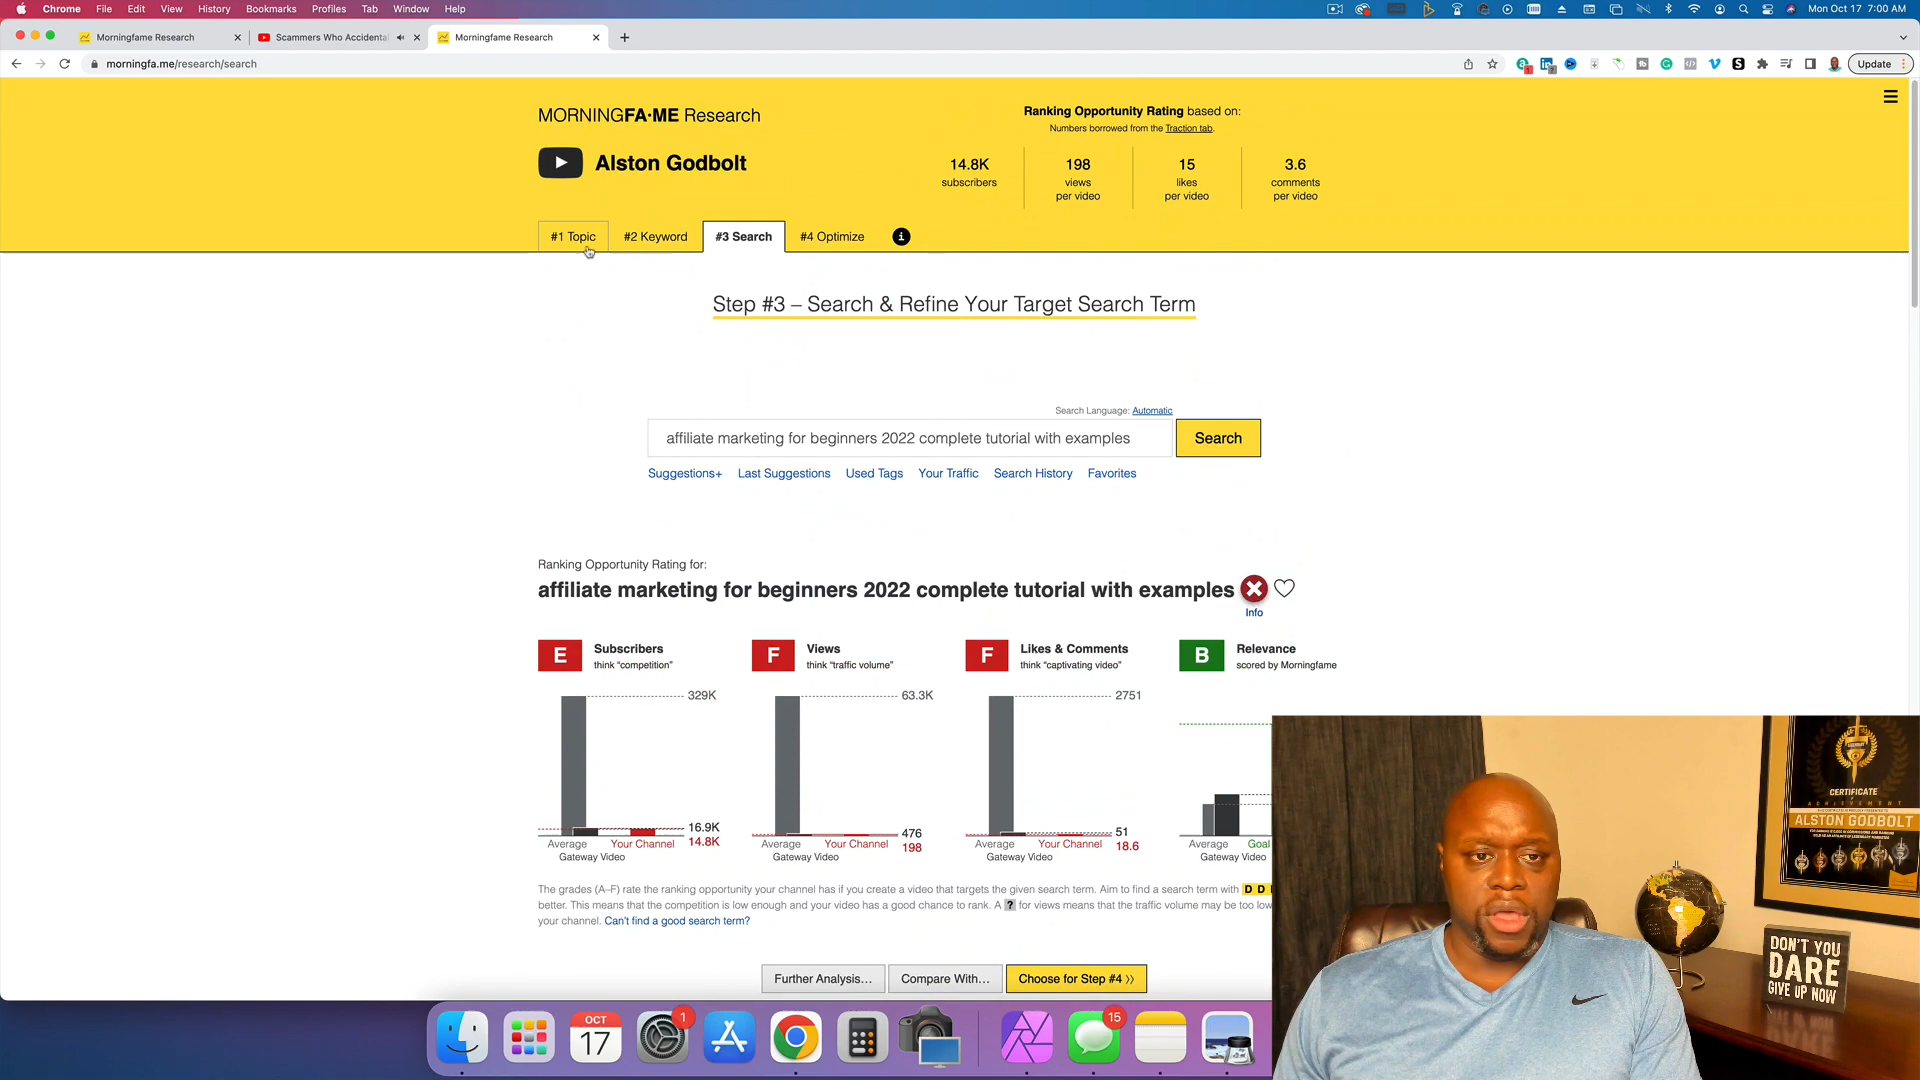 Chrome File Edit View History Bookmarks Profiles Tab Window Help
Mon Oct 17 7:00 AM
Morningfame Research
Scammers Who Accidenta
Morningfame Research
morningfa.me/research/search
Update
MORNINGFA·ME Research
Alston Godbolt
Ranking Opportunity Rating based on:
Numbers borrowed from the Traction tab.
14.8K
subscribers
198
views
per video
15
likes
per video
3.6
comments
per video
#1 Topic
#2 Keyword
#3 Search
#4 Optimize
Step #3 – Search & Refine Your Target Search Term
Search Language: Automatic
affiliate marketing for beginners 2022 complete tutorial with examples
Search
Suggestions+ Last Suggestions Used Tags Your Traffic Search History Favorites
Ranking Opportunity Rating for:
affiliate marketing for beginners 2022 complete tutorial with examples
Info
E Subscribers
think “competition”
329K
16.9K
14.8K
Average Your Channel
Gateway Video
F Views
think “traffic volume”
63.3K
476
198
Average Your Channel
Gateway Video
F Likes & Comments
think “captivating video”
2751
51
18.6
Average Your Channel
Gateway Video
B Relevance
scored by Morningfame
Average Goal
Gateway Video
The grades (A–F) rate the ranking opportunity your channel has if you create a video that targets the given search term. Aim to find a search term with D D
better. This means that the competition is low enough and your video has a good chance to rank. A ? for views means that the traffic volume may be too low
your channel. Can't find a good search term?
Further Analysis...
Compare With...
Choose for Step #4 ⟩⟩
CERTIFICATE
ACHIEVEMENT
ALSTON GODBOLT
DON'T YOU
DARE
GIVE UP NOW
OCT
17
1
15